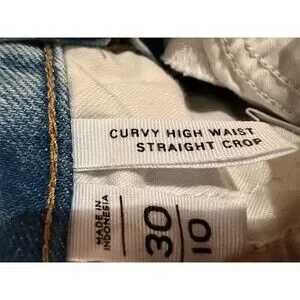 CURVY HIGH WAIST
STRAIGHT CROP
MADE IN
INDONESIA
30
10